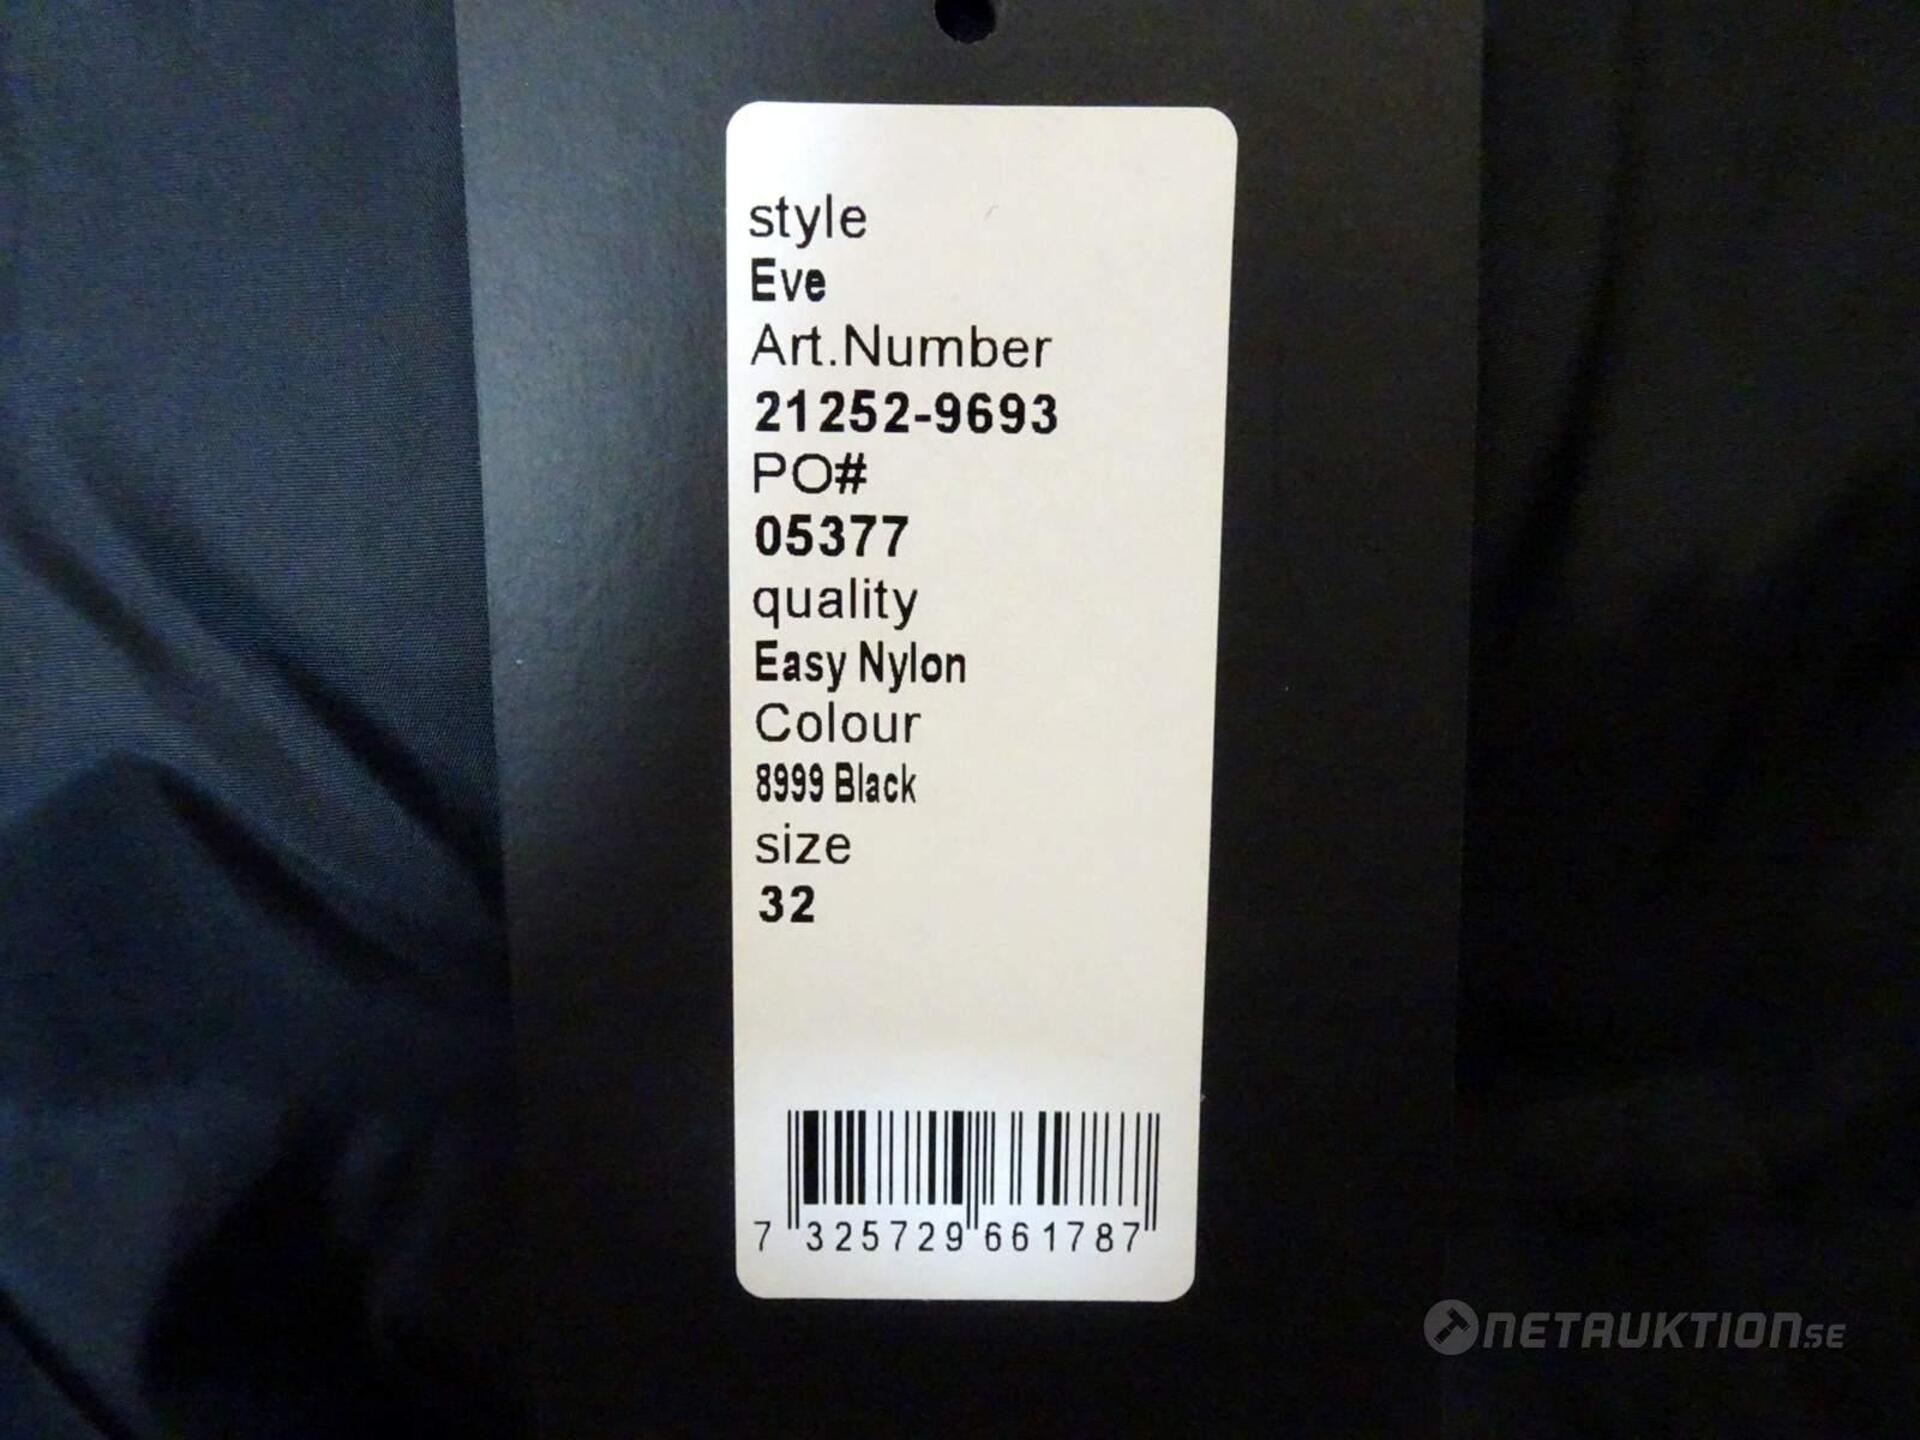 style
Eve
Art.Number
21252-9693
PO#
05377
quality
Easy Nylon
Colour
8999 Black
size
32
7 325729 661787
NETAUKTION.SE